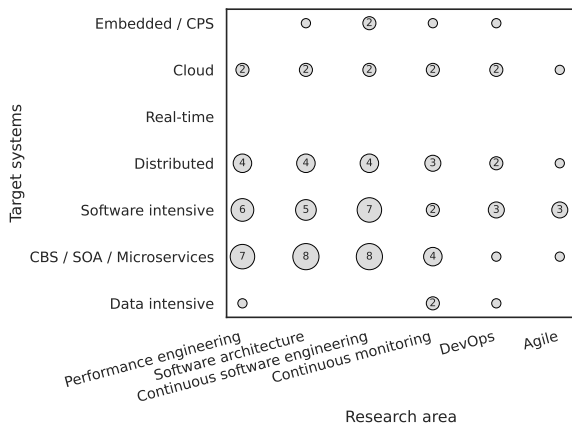 Target systems
Embedded / CPS
2
Cloud
2 2 2 2 2
Real-time
Distributed
4 4 4 3 2
Software intensive
6 5 7 2 3 3
CBS / SOA / Microservices
7 8 8 4
Data intensive
2
Performance engineering
Software architecture
Continuous software engineering
Continuous monitoring
DevOps
Agile
Research area